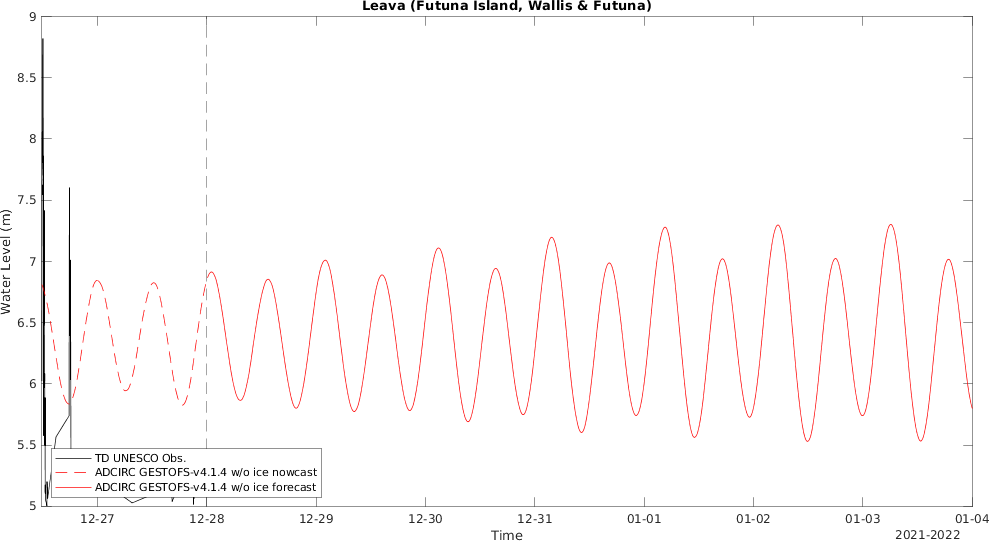 Leava (Futuna Island, Wallis & Futuna)
Water Level (m)
9
8.5
8
7.5
7
6.5
6
5.5
5
TD UNESCO Obs.
ADCIRC GESTOFS-v4.1.4 w/o ice nowcast
ADCIRC GESTOFS-v4.1.4 w/o ice forecast
12-27 12-28 12-29 12-30 12-31 01-01 01-02 01-03 01-04
Time
2021-2022